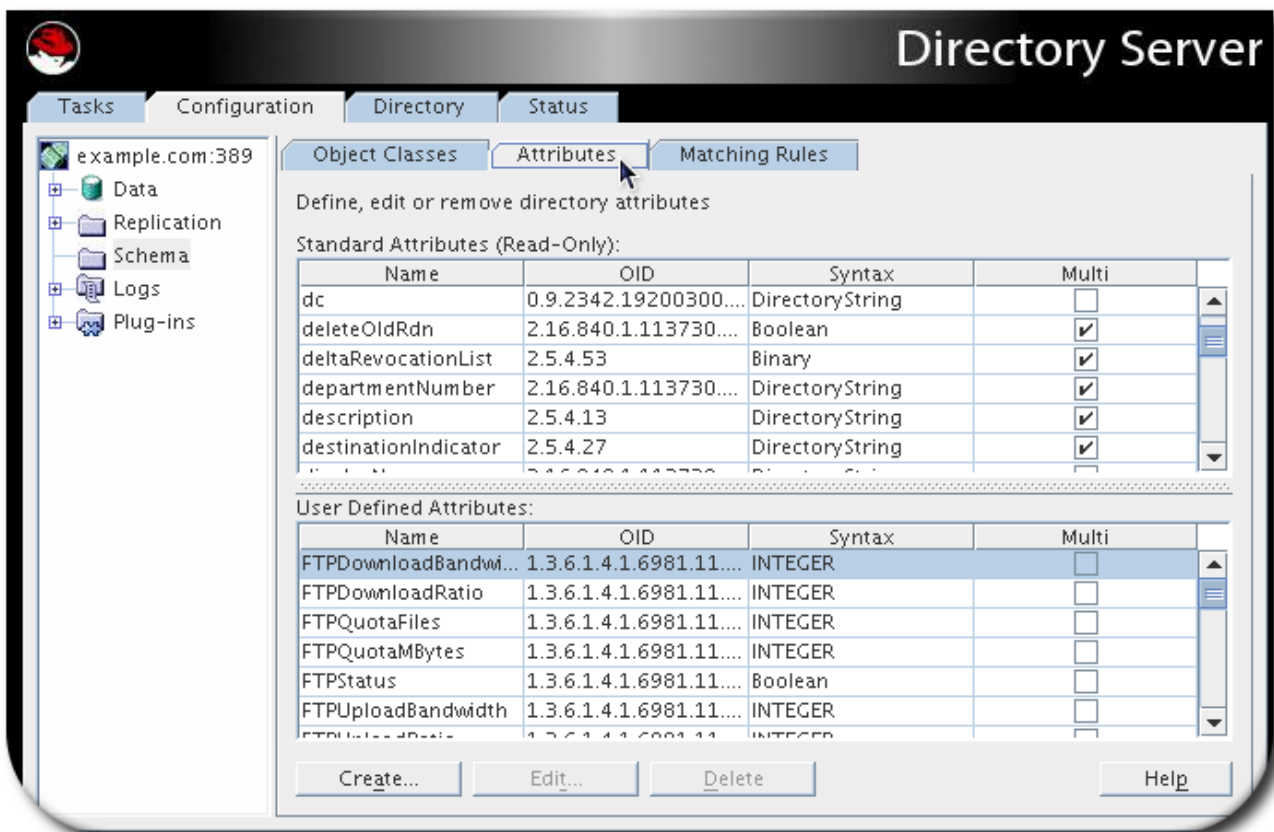 Directory Server
Tasks Configuration Directory Status
example.com:389
Data
Replication
Schema
Logs
Plug-ins
Object Classes Attributes Matching Rules
Define, edit or remove directory attributes
Standard Attributes (Read-Only):
Name OID Syntax Multi
dc 0.9.2342.19200300.... DirectoryString
deleteOldRdn 2.16.840.1.113730.... Boolean
deltaRevocationList 2.5.4.53 Binary
departmentNumber 2.16.840.1.113730.... DirectoryString
description 2.5.4.13 DirectoryString
destinationIndicator 2.5.4.27 DirectoryString
User Defined Attributes:
Name OID Syntax Multi
FTPDownloadBandwi... 1.3.6.1.4.1.6981.11.... INTEGER
FTPDownloadRatio 1.3.6.1.4.1.6981.11.... INTEGER
FTPQuotaFiles 1.3.6.1.4.1.6981.11.... INTEGER
FTPQuotaMBytes 1.3.6.1.4.1.6981.11.... INTEGER
FTPStatus 1.3.6.1.4.1.6981.11.... Boolean
FTPUploadBandwidth 1.3.6.1.4.1.6981.11.... INTEGER
Create... Edit... Delete Help